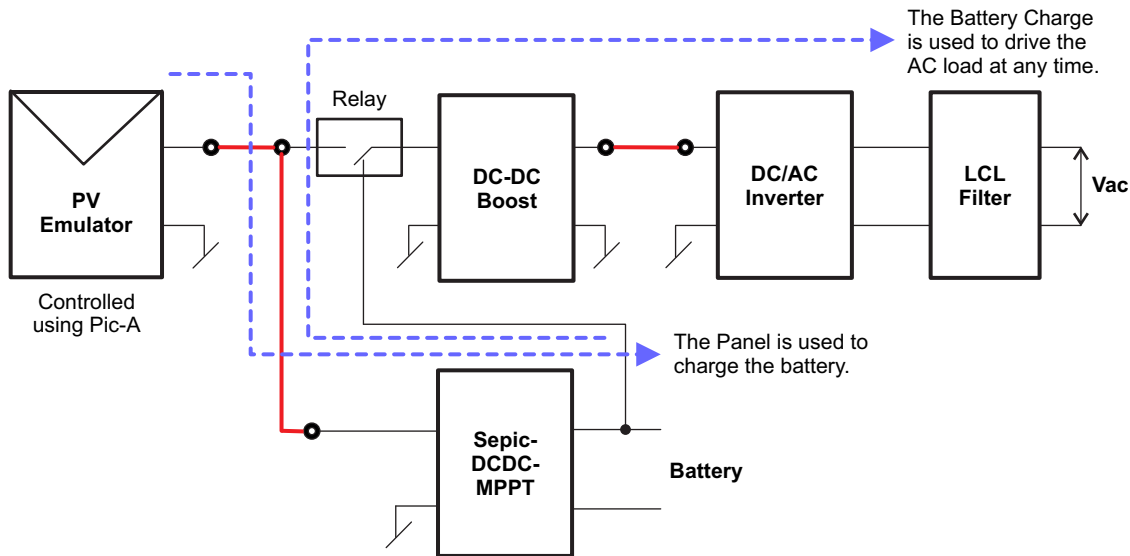 The Battery Charge
is used to drive the
AC load at any time.
Relay
PV
Emulator
DC-DC
Boost
DC/AC
Inverter
LCL
Filter
Vac
Controlled
using Pic-A
The Panel is used to
charge the battery.
Sepic-
DCDC-
MPPT
Battery